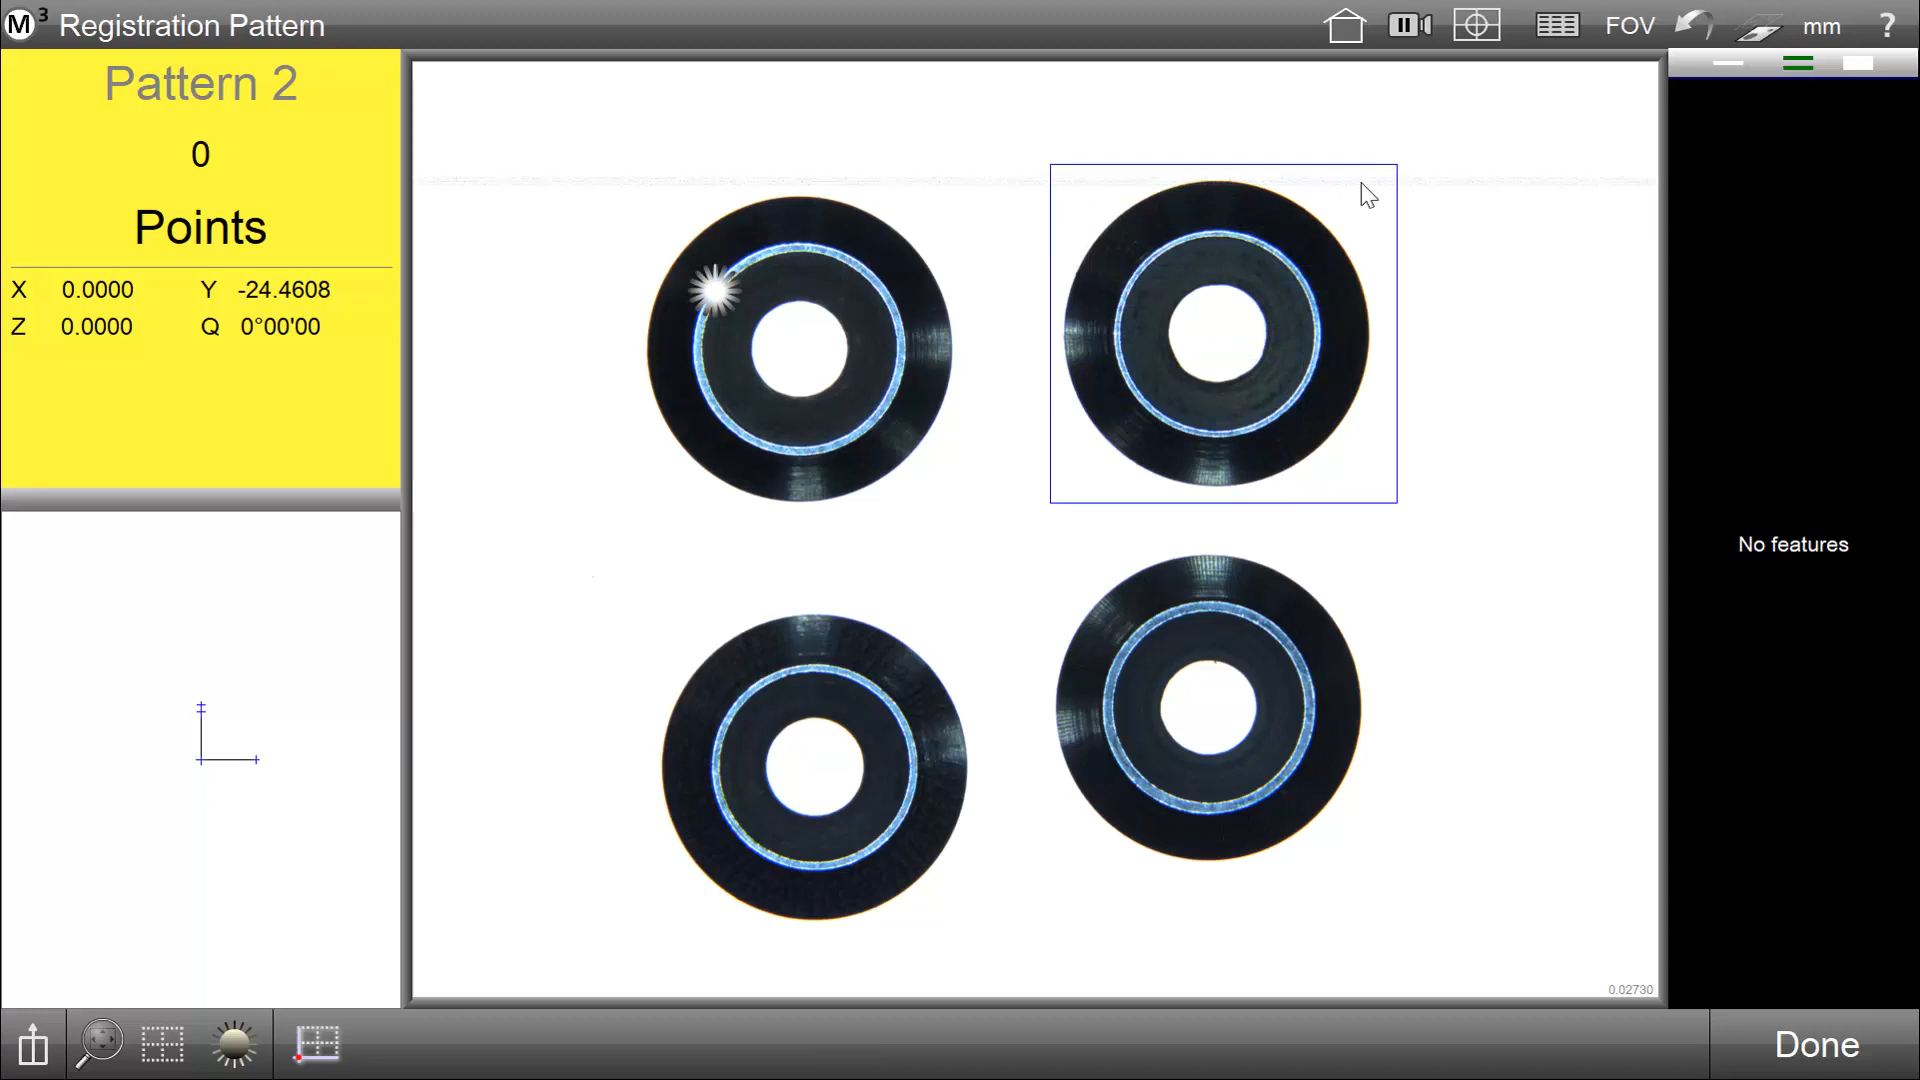 M3 Registration Pattern
FOV mm ?
Pattern 2
0
Points
X 0.0000 Y -24.4608
Z 0.0000 Q 0°00'00
No features
0.02730
Done